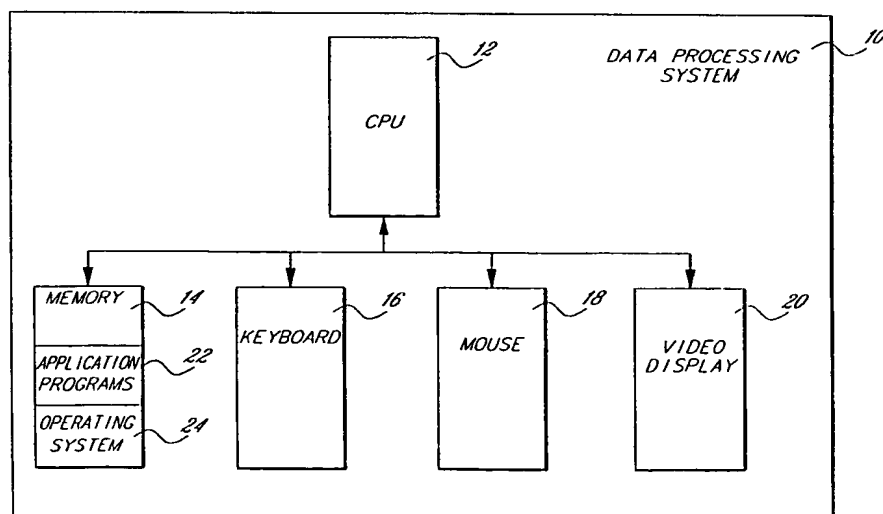 10
DATA PROCESSING
SYSTEM
12
CPU
MEMORY
14
APPLICATION
PROGRAMS
22
OPERATING
SYSTEM
24
16
KEYBOARD
18
MOUSE
20
VIDEO
DISPLAY